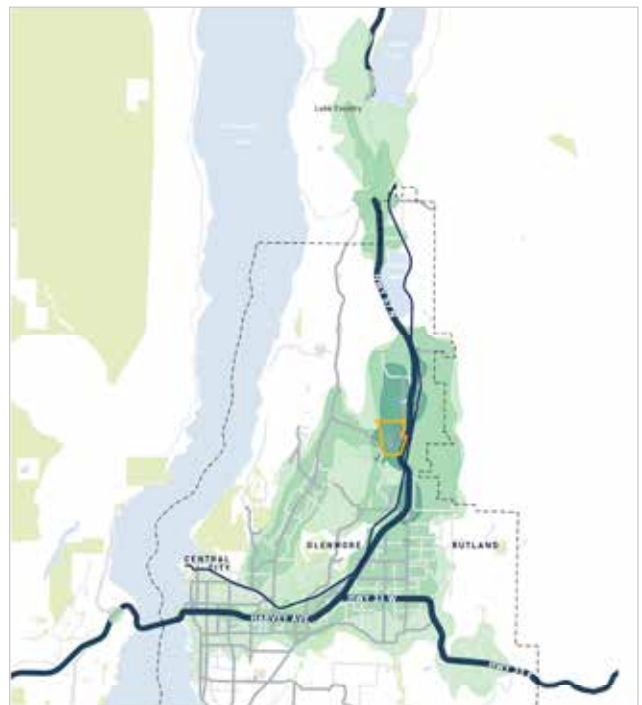 Lake Country
HWY 97 N
GLENMORE
RUTLAND
CENTRAL
CITY
HWY 33 W
HARVEY AVE
HWY 33 E